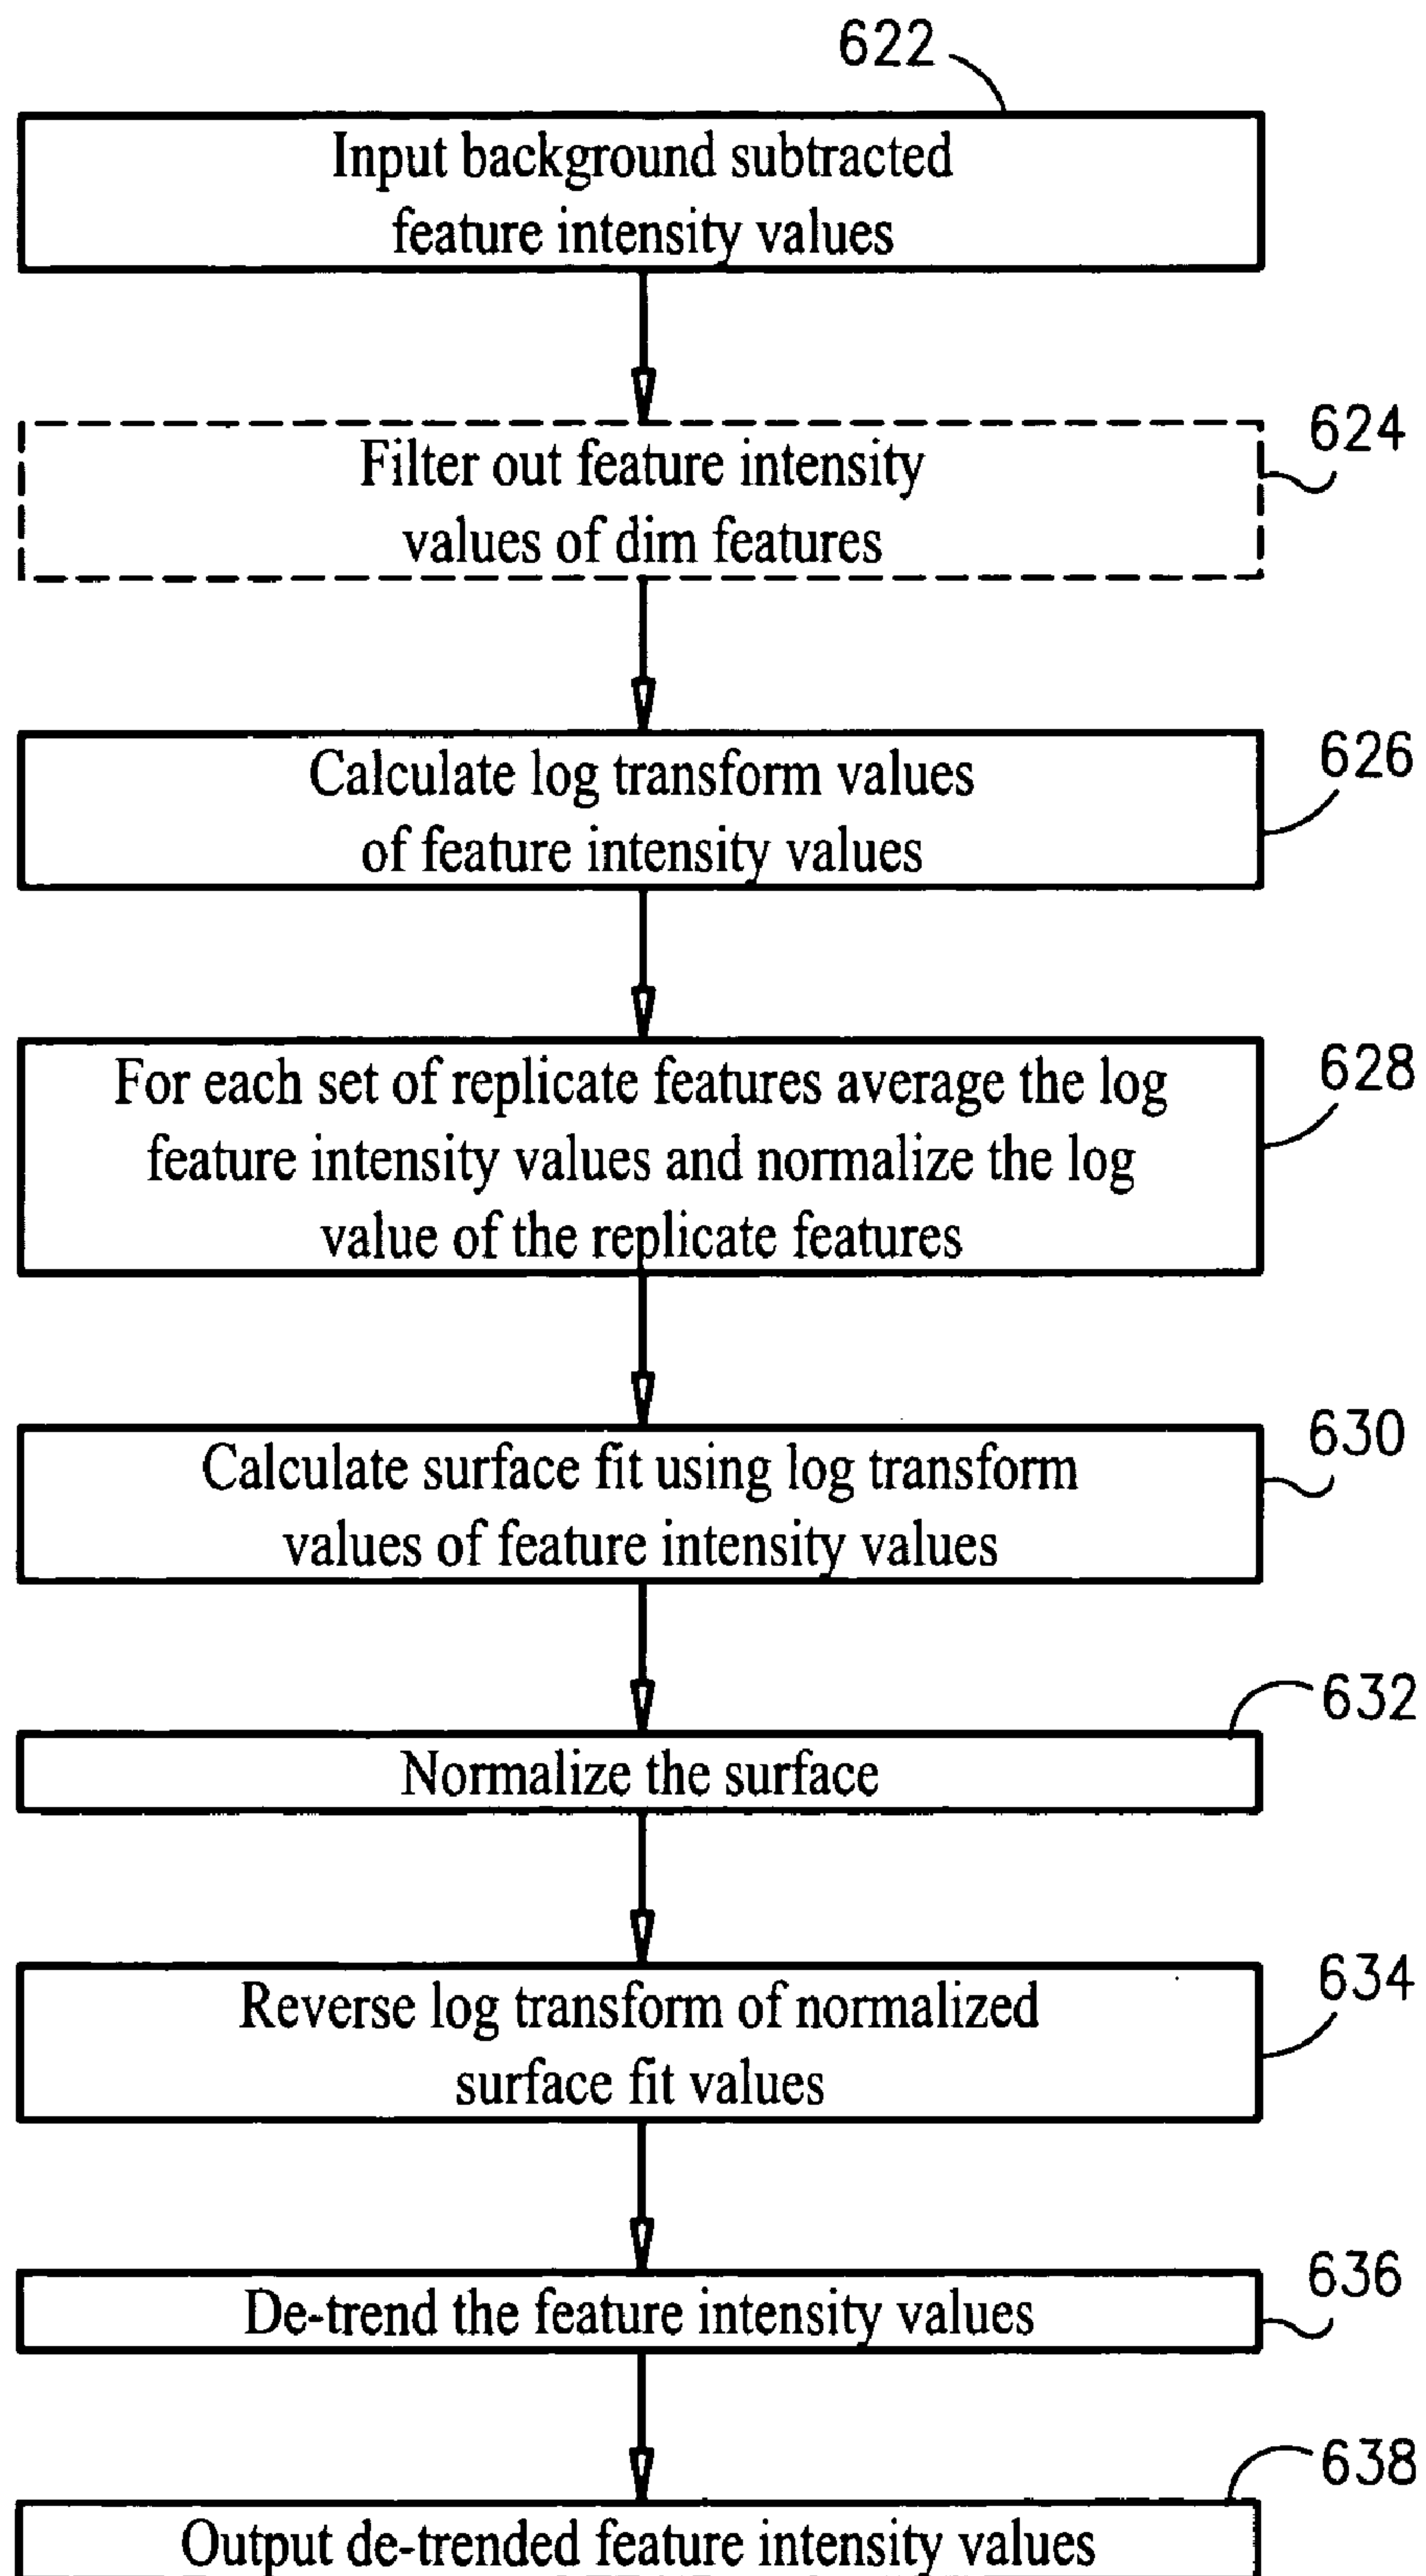 622
Input background subtracted
feature intensity values
624
Filter out feature intensity
values of dim features
626
Calculate log transform values
of feature intensity values
628
For each set of replicate features average the log
feature intensity values and normalize the log
value of the replicate features
630
Calculate surface fit using log transform
values of feature intensity values
632
Normalize the surface
634
Reverse log transform of normalized
surface fit values
636
De-trend the feature intensity values
638
Output de-trended feature intensity values